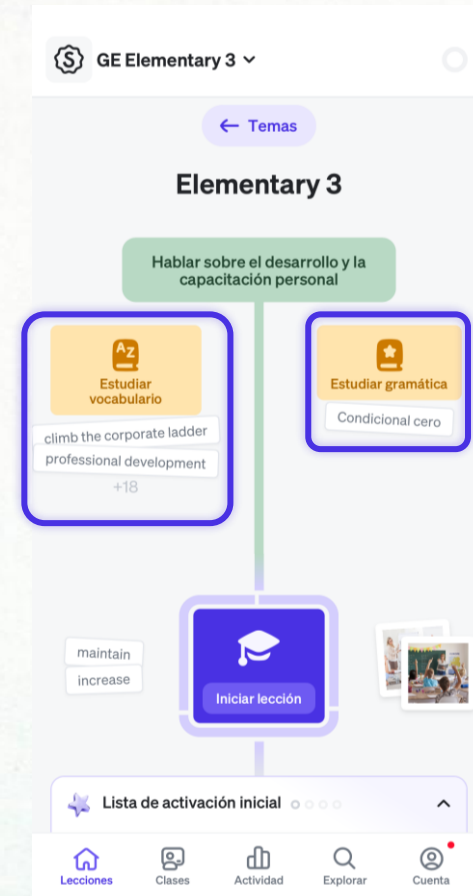 GE Elementary 3
Temas
Elementary 3
Hablar sobre el desarrollo y la
capacitación personal
AZ
Estudiar
vocabulario
climb the corporate ladder
professional development
+18
Estudiar gramática
Condicional cero
maintain
increase
Iniciar lección
Lista de activación inicial
Lecciones
Clases
Actividad
Explorar
Cuenta